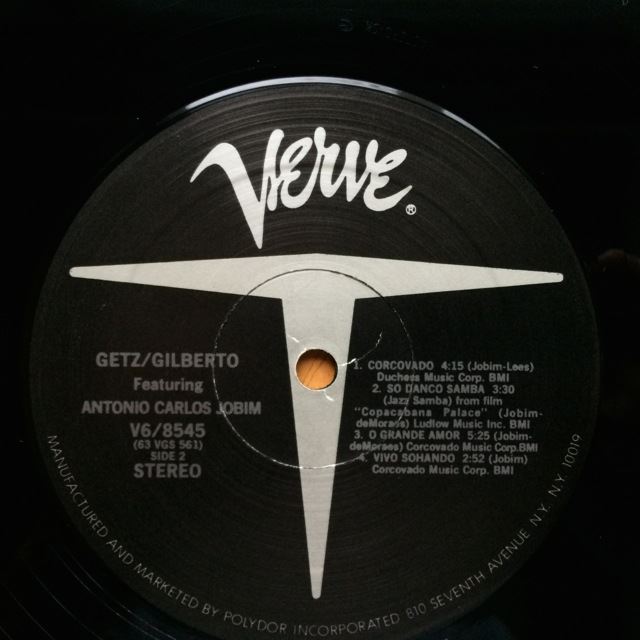 VERVE
®
GETZ/GILBERTO
Featuring
ANTONIO CARLOS JOBIM
V6/8545
(63 VGS 563)
SIDE 2
STEREO
1. CORCOVADO 4:15 (Jobim-Lees)
Duchess Music Corp. BMI
2. SO DANCO SAMBA 3:30
(Jazz Samba) from film
"Copacabana Palace" (Jobim-
deMoraes) Ludlow Music Inc. BMI
3. O GRANDE AMOR 5:25 (Jobim-
deMoraes) Corcovado Music Corp.BMI
4. VIVO SOHANDO 2:52 (Jobim)
Corcovado Music Corp. BMI
MANUFACTURED AND MARKETED BY POLYDOR INCORPORATED 810 SEVENTH AVENUE N.Y. N.Y. 10019